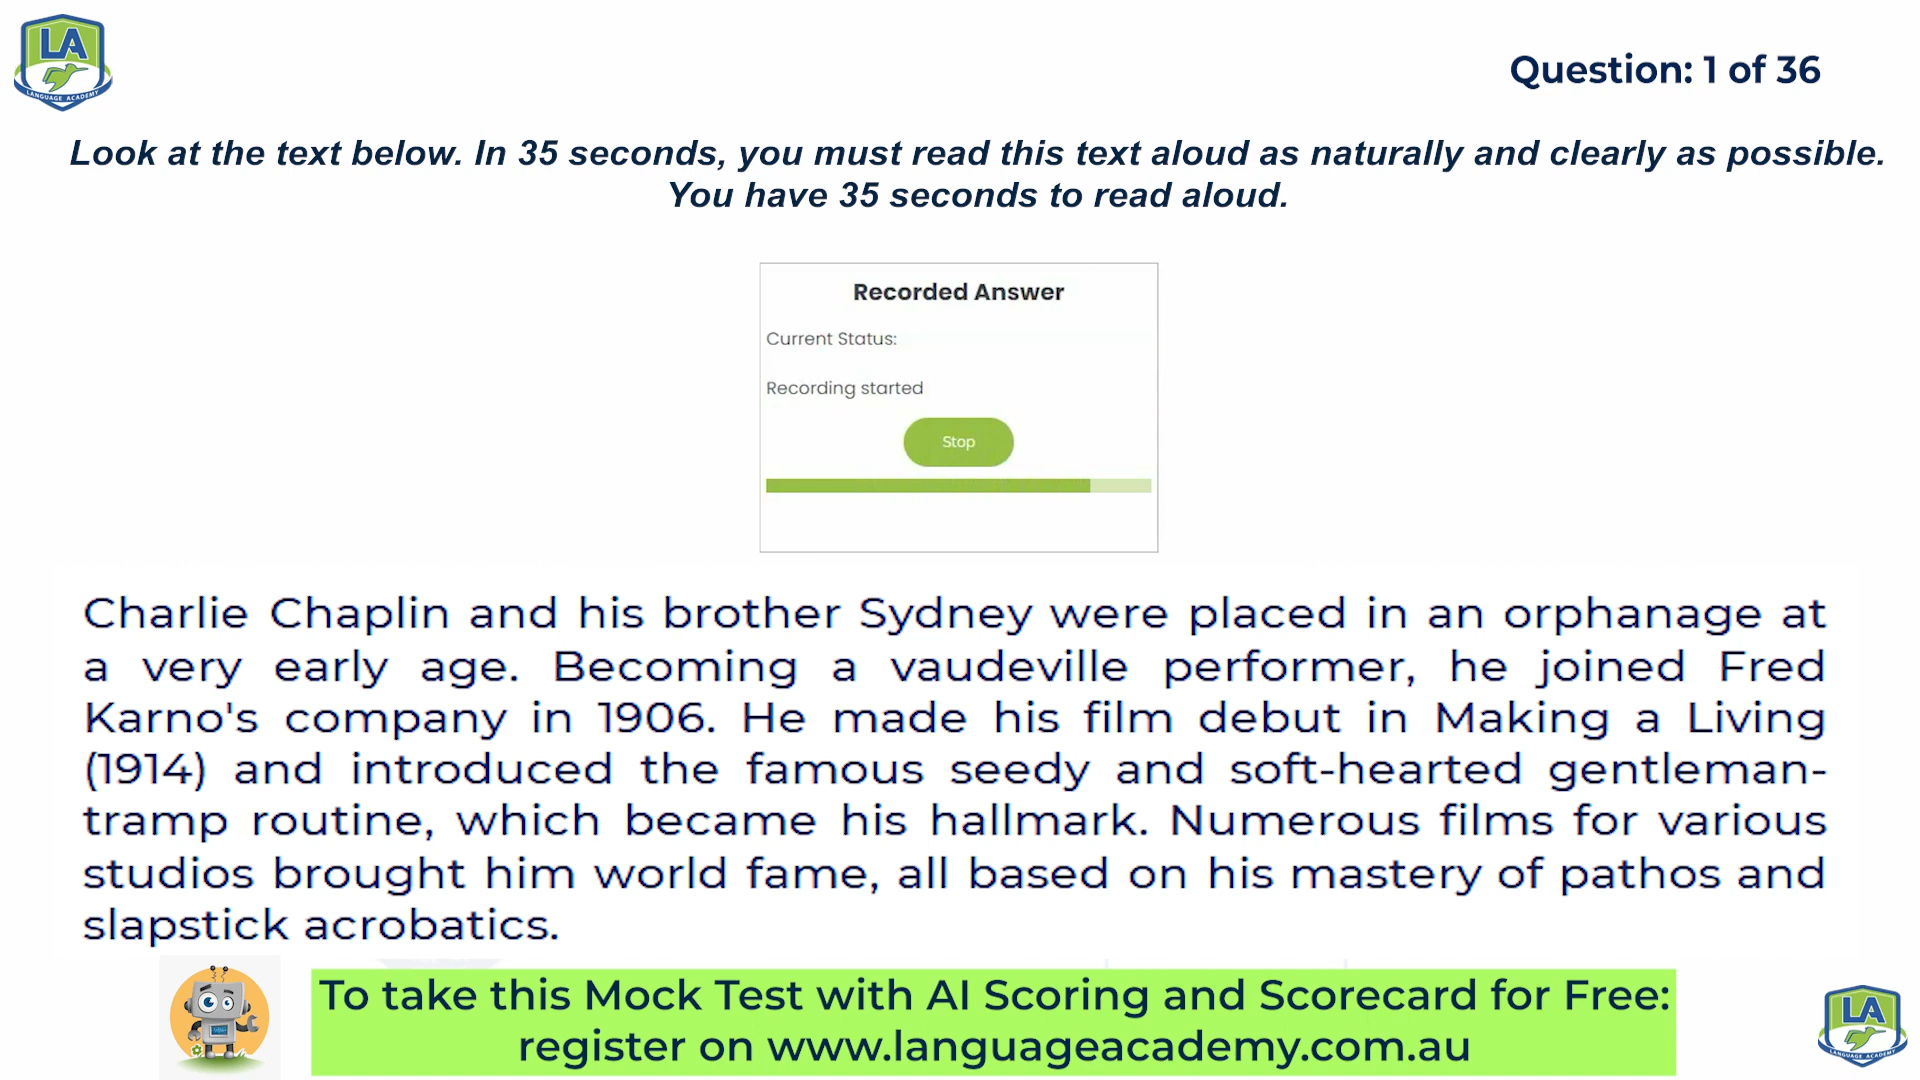 LA
LANGUAGE ACADEMY
Question: 1 of 36
Look at the text below. In 35 seconds, you must read this text aloud as naturally and clearly as possible.
You have 35 seconds to read aloud.
Recorded Answer
Current Status:
Recording started
Stop
Charlie Chaplin and his brother Sydney were placed in an orphanage at
a very early age. Becoming a vaudeville performer, he joined Fred
Karno's company in 1906. He made his film debut in Making a Living
(1914) and introduced the famous seedy and soft-hearted gentleman-
tramp routine, which became his hallmark. Numerous films for various
studios brought him world fame, all based on his mastery of pathos and
slapstick acrobatics.
To take this Mock Test with AI Scoring and Scorecard for Free:
register on www.languageacademy.com.au
LA
LANGUAGE ACADEMY